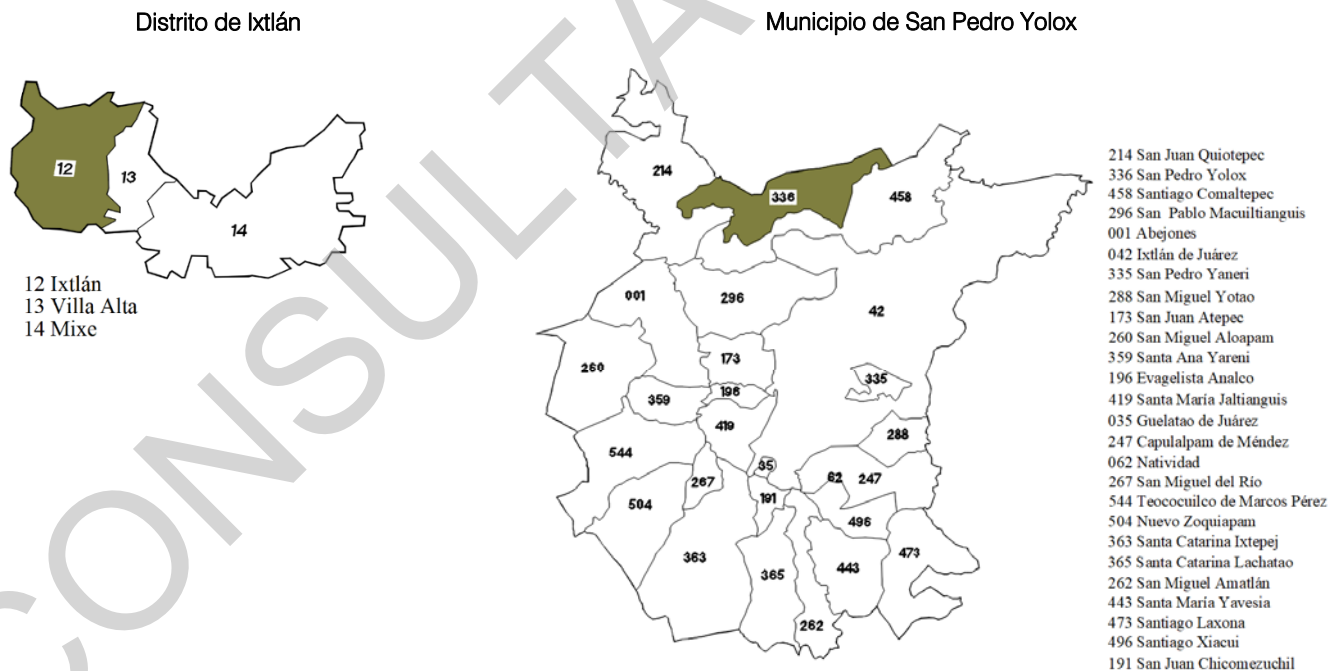 Distrito de Ixtlán
12
13
14
12 Ixtlán
13 Villa Alta
14 Mixe
Municipio de San Pedro Yolox
214
336
458
001
296
42
260
173
335
359
196
419
288
544
35
62
247
267
191
504
496
363
365
443
473
262
214 San Juan Quiotepec
336 San Pedro Yolox
458 Santiago Comaltepec
296 San Pablo Macuiltianguis
001 Abejones
042 Ixtlán de Juárez
335 San Pedro Yaneri
288 San Miguel Yotao
173 San Juan Atepec
260 San Miguel Aloapam
359 Santa Ana Yareni
196 Evagelista Analco
419 Santa María Jaltianguis
035 Guelatao de Juárez
247 Capulalpam de Méndez
062 Natividad
267 San Miguel del Río
544 Teococuilco de Marcos Pérez
504 Nuevo Zoquiapam
363 Santa Catarina Ixtepej
365 Santa Catarina Lachatao
262 San Miguel Amatlán
443 Santa María Yavesia
473 Santiago Laxona
496 Santiago Xiacui
191 San Juan Chicomezuchil
CONSULTA